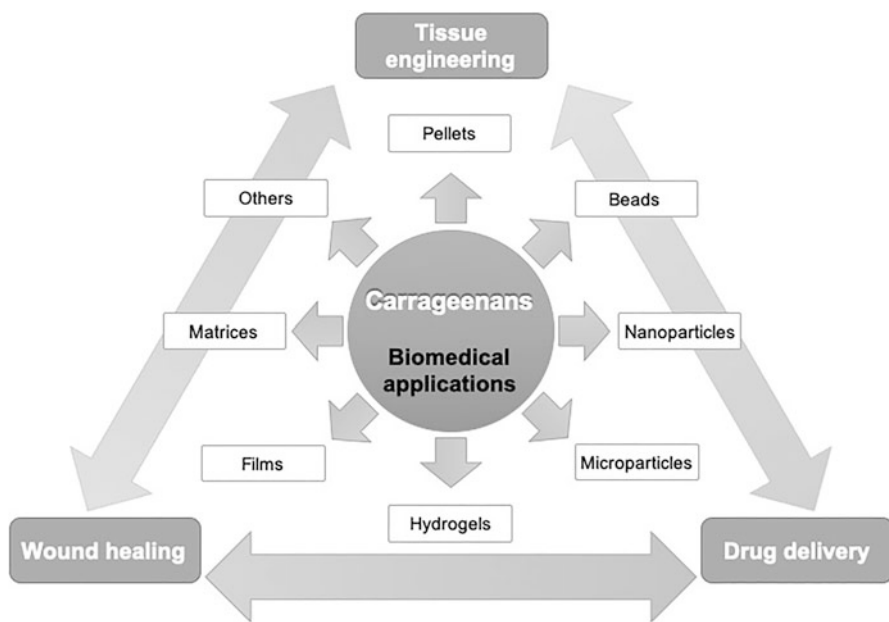 Tissue
engineering
Pellets
Others
Beads
Carrageenans
Matrices
Nanoparticles
Biomedical
applications
Films
Microparticles
Hydrogels
Wound healing
Drug delivery